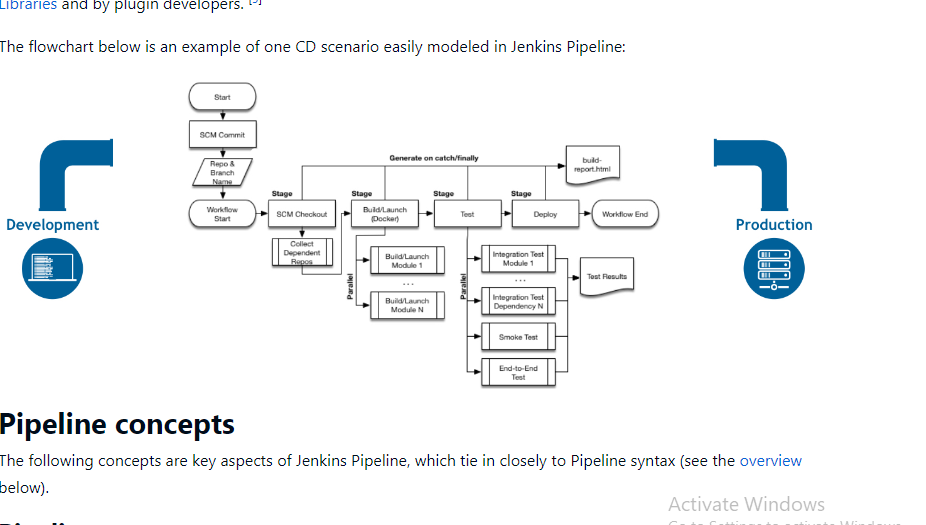 Libraries and by plugin developers. [3]
The flowchart below is an example of one CD scenario easily modeled in Jenkins Pipeline:
Start
SCM Commit
Repo &
Branch
Name
Generate on catch/finally
build-
report.html
Stage
Stage
Stage
Stage
Workflow
Start
SCM Checkout
Build/Launch
(Docker)
Test
Deploy
Workflow End
Development
Production
Collect
Dependent
Repos
Parallel
Build/Launch
Module 1
...
Build/Launch
Module N
Parallel
Integration Test
Module 1
...
Integration Test
Dependency N
Smoke Test
End-to-End
Test
Test Results
Pipeline concepts
The following concepts are key aspects of Jenkins Pipeline, which tie in closely to Pipeline syntax (see the overview
below).
Activate Windows